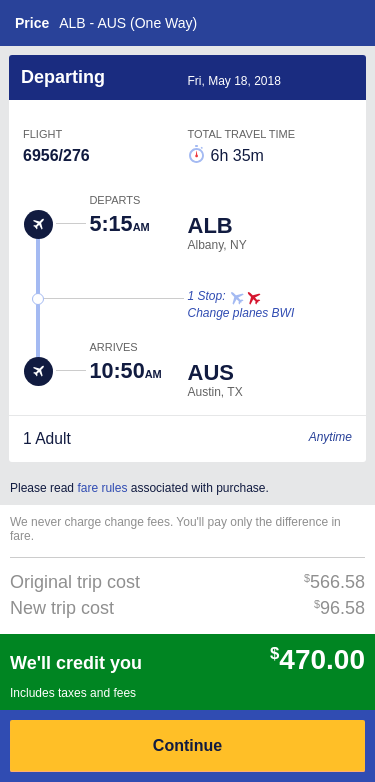 Price ALB - AUS (One Way)
Departing Fri, May 18, 2018
FLIGHT TOTAL TRAVEL TIME
6956/276 6h 35m
DEPARTS
5:15AM ALB
Albany, NY
1 Stop:
Change planes BWI
ARRIVES
10:50AM AUS
Austin, TX
1 Adult Anytime
Please read fare rules associated with purchase.
We never charge change fees. You'll pay only the difference in
fare.
Original trip cost $566.58
New trip cost $96.58
We'll credit you $470.00
Includes taxes and fees
Continue